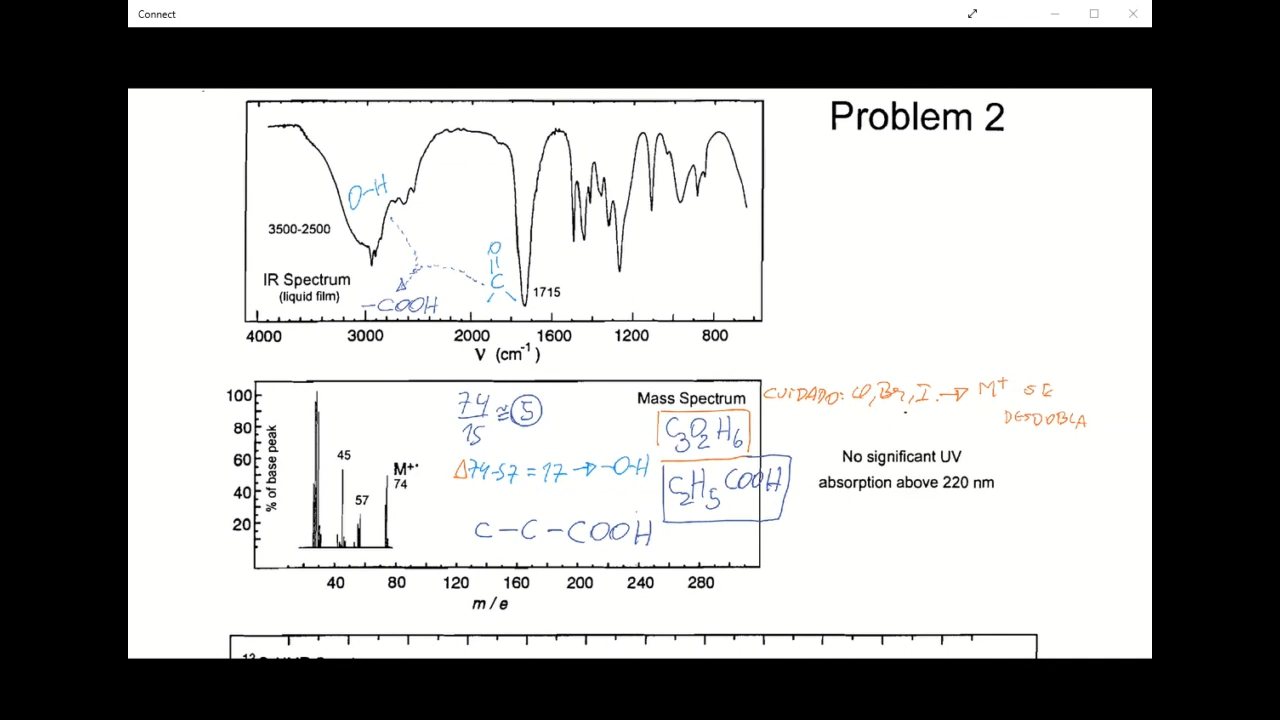 Connect
Problem 2
O-H
3500-2500
O
||
C
IR Spectrum
(liquid film)
-COOH
1715
4000 3000 2000 1600 1200 800
ν (cm-1)
100
80
60
40
20
% of base peak
74/15 ≅ 5
Mass Spectrum
CUIDADO: Cl, Br, I → M+ SE
DESDOBLA
C3O2H6
45
No significant UV
absorption above 220 nm
M+·
74
Δ74-57 = 17 → -O-H
C2H5COOH
57
C-C-COOH
40 80 120 160 200 240 280
m / e